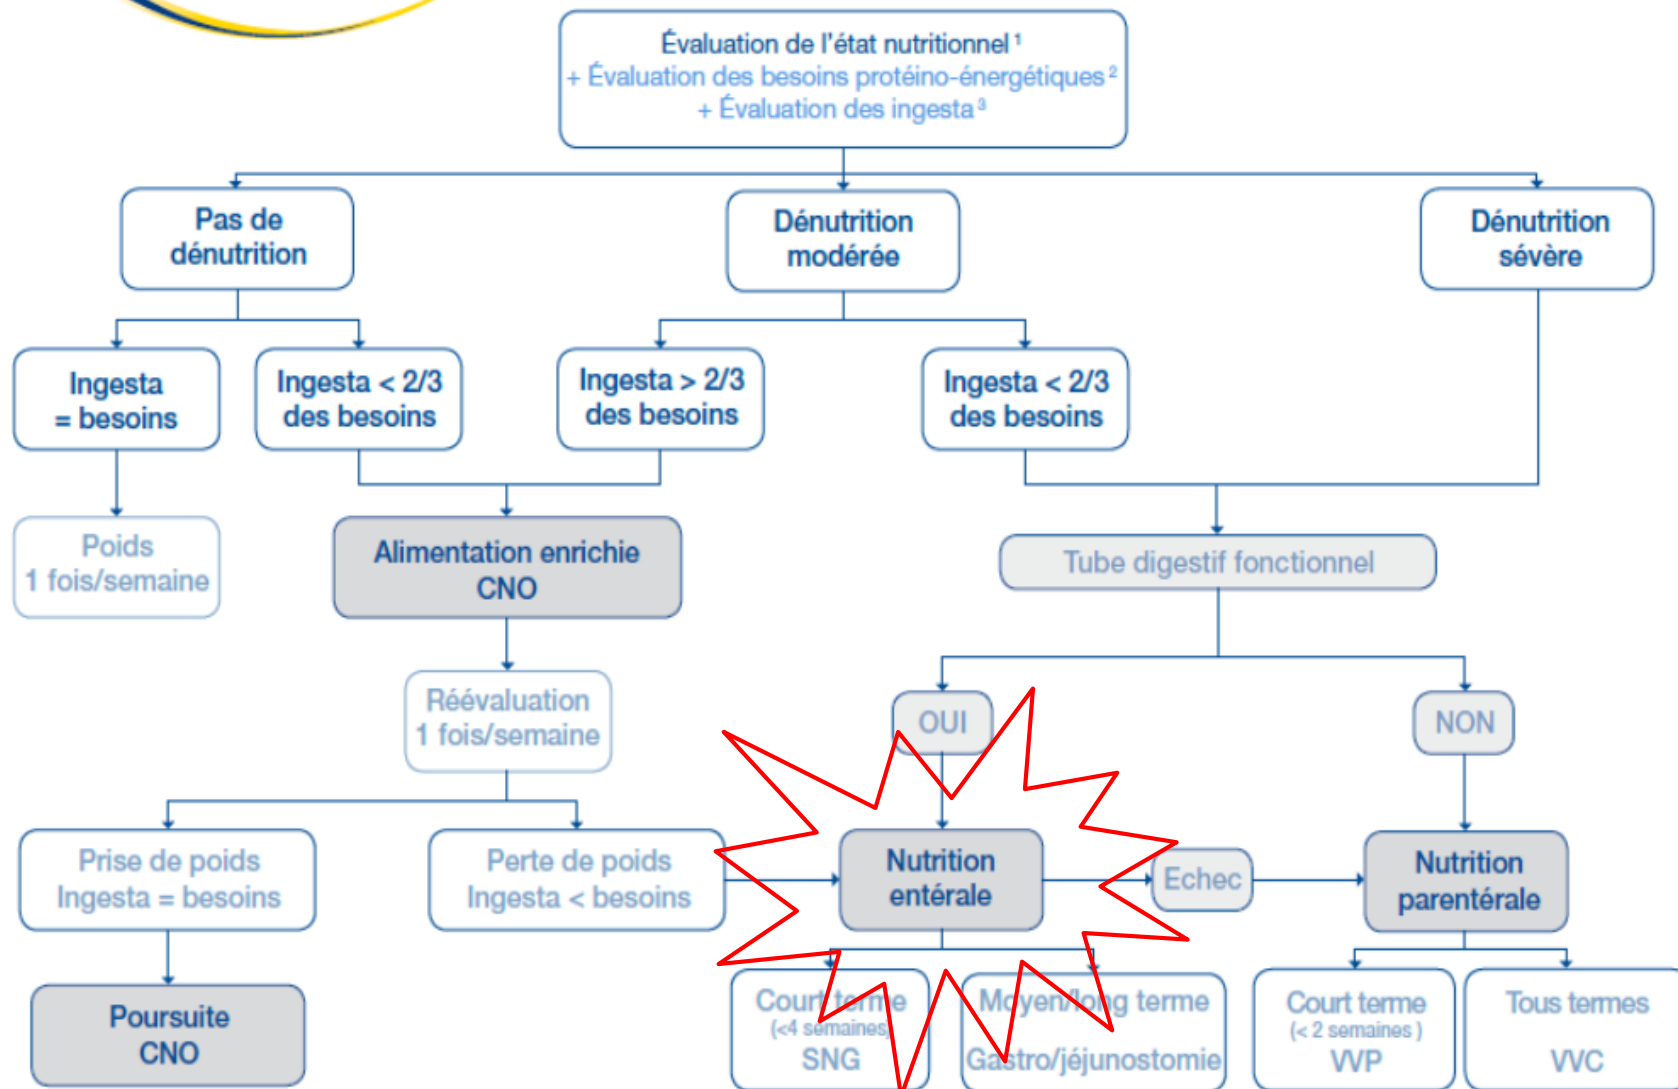 Évaluation de l'état nutritionnel ¹
+ Évaluation des besoins protéino-énergétiques ²
+ Évaluation des ingesta ³
Pas de
dénutrition
Dénutrition
modérée
Dénutrition
sévère
Ingesta
= besoins
Ingesta < 2/3
des besoins
Ingesta > 2/3
des besoins
Ingesta < 2/3
des besoins
Poids
1 fois/semaine
Alimentation enrichie
CNO
Tube digestif fonctionnel
Réévaluation
1 fois/semaine
OUI
NON
Prise de poids
Ingesta = besoins
Perte de poids
Ingesta < besoins
Nutrition
entérale
Echec
Nutrition
parentérale
Poursuite
CNO
Court terme
(<4 semaines)
SNG
Moyen/long terme
Gastro/jéjunostomie
Court terme
(< 2 semaines )
VVP
Tous termes
VVC